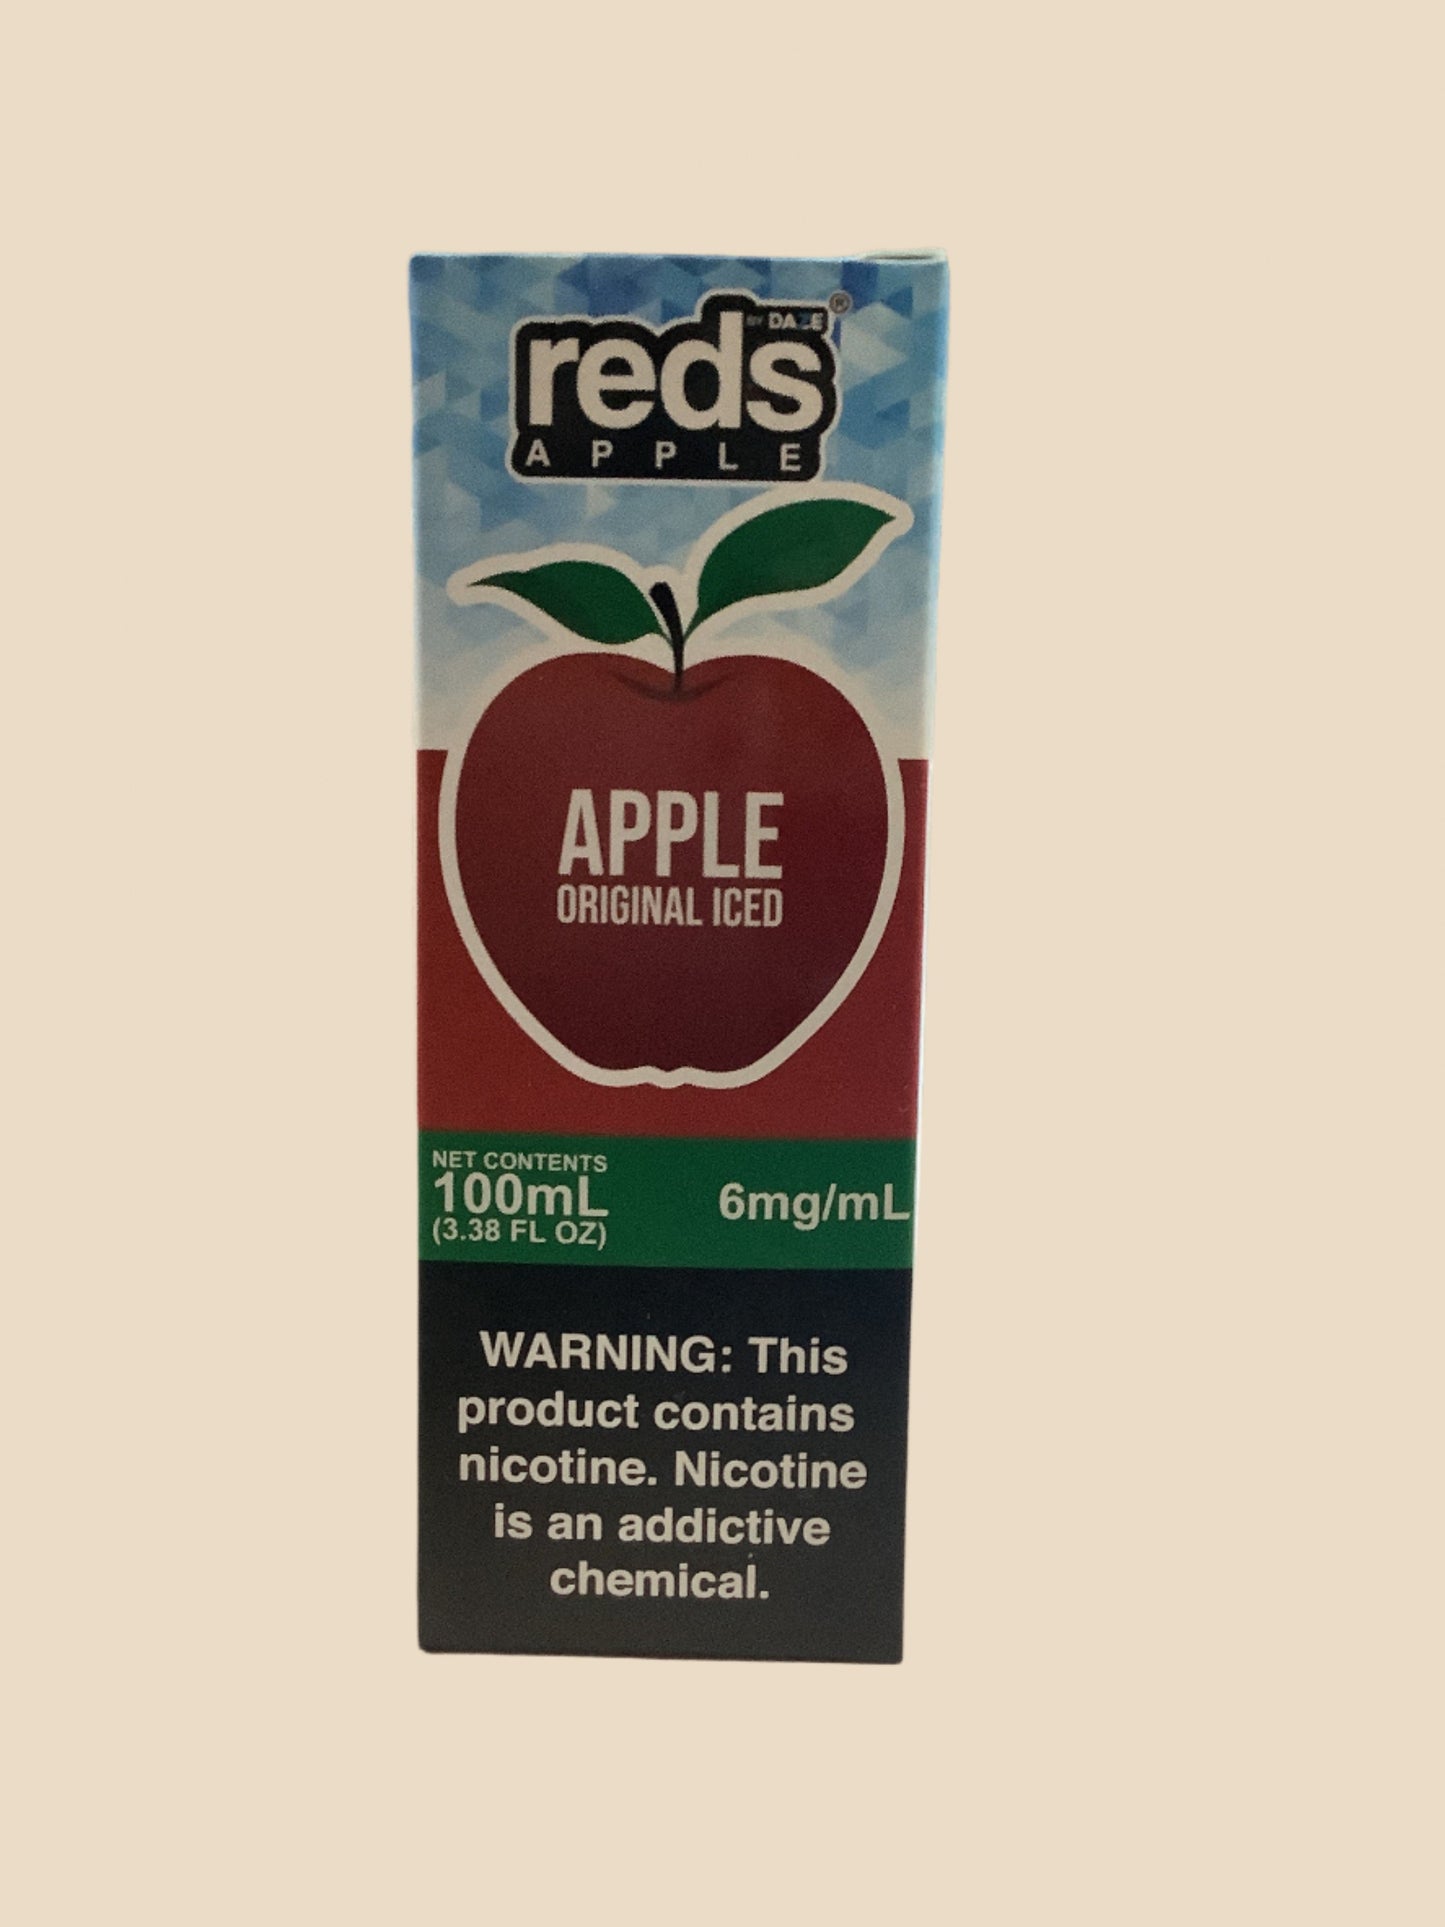 BY DAZE®
reds
APPLE
APPLE
ORIGINAL ICED
NET CONTENTS
100mL
(3.38 FL OZ)
6mg/mL
WARNING: This
product contains
nicotine. Nicotine
is an addictive
chemical.